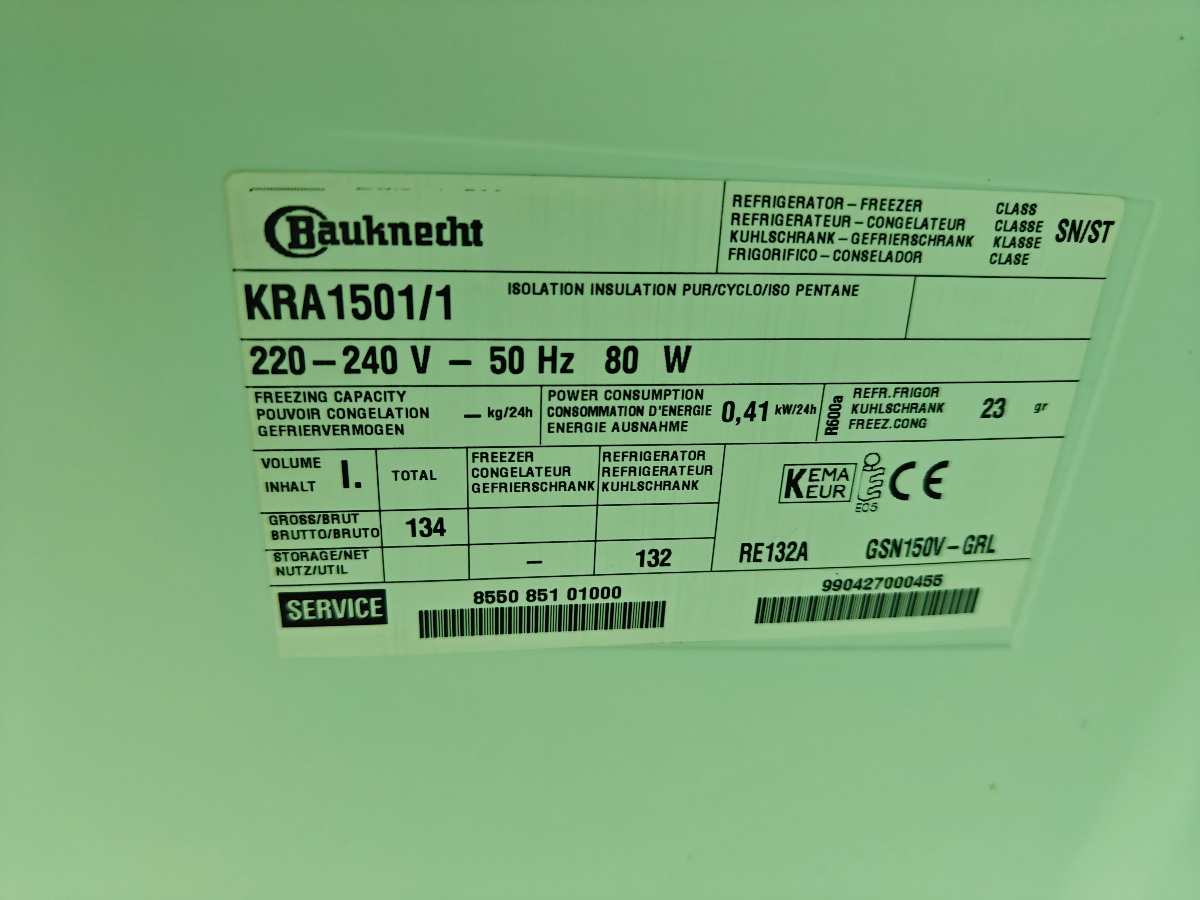 Bauknecht
REFRIGERATOR – FREEZER CLASS
REFRIGERATEUR – CONGELATEUR CLASSE SN/ST
KUHLSCHRANK – GEFRIERSCHRANK KLASSE
FRIGORIFICO – CONSELADOR CLASE
KRA1501/1 ISOLATION INSULATION PUR/CYCLO/ISO PENTANE
220 – 240 V – 50 Hz 80 W
FREEZING CAPACITY
POUVOIR CONGELATION — kg/24h
GEFRIERVERMOGEN
POWER CONSUMPTION
CONSOMMATION D'ENERGIE 0,41 kW/24h
ENERGIE AUSNAHME
R600a
REFR.FRIGOR
KUHLSCHRANK 23 gr
FREEZ.CONG
VOLUME
INHALT l.
TOTAL
FREEZER
CONGELATEUR
GEFRIERSCHRANK
REFRIGERATOR
REFRIGERATEUR
KUHLSCHRANK
GROSS/BRUT
BRUTTO/BRUTO 134
STORAGE/NET
NUTZ/UTIL — 132
KEMA
EUR
ECS
CE
RE132A GSN150V – GRL
SERVICE
8550 851 01000
990427000455